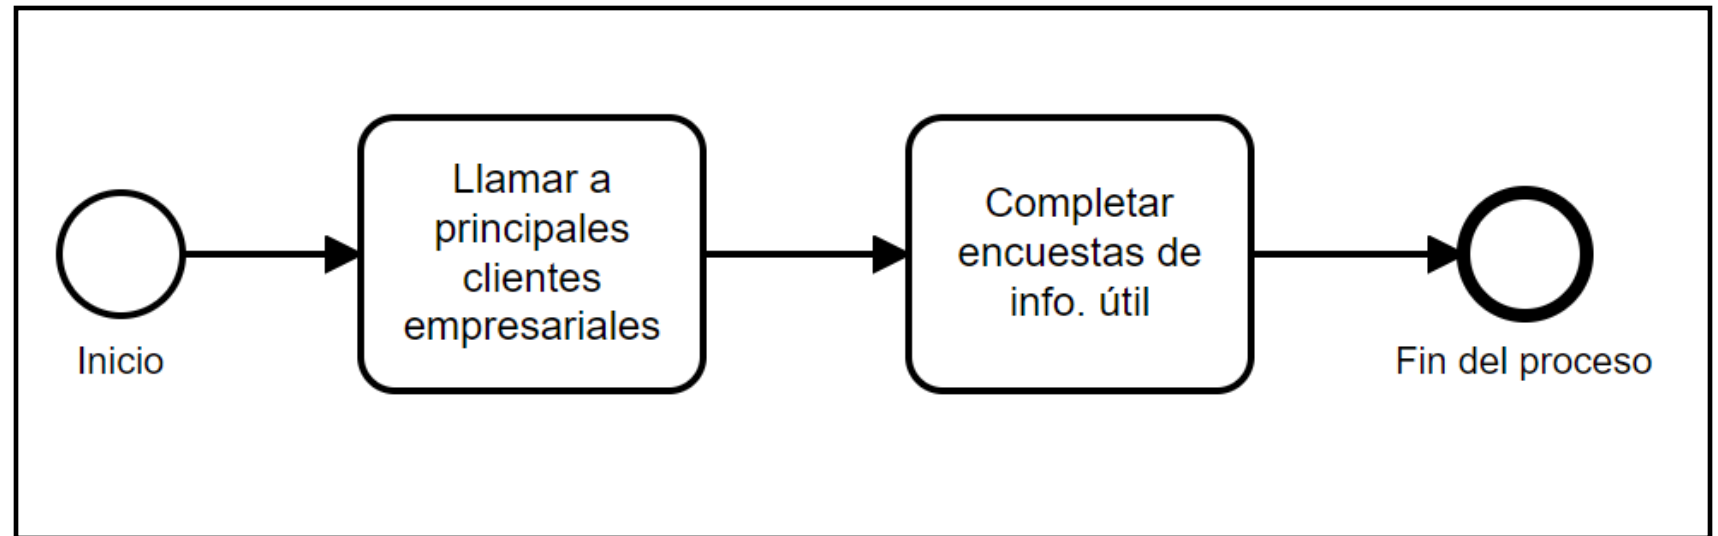 Inicio
Llamar a
principales
clientes
empresariales
Completar
encuestas de
info. útil
Fin del proceso